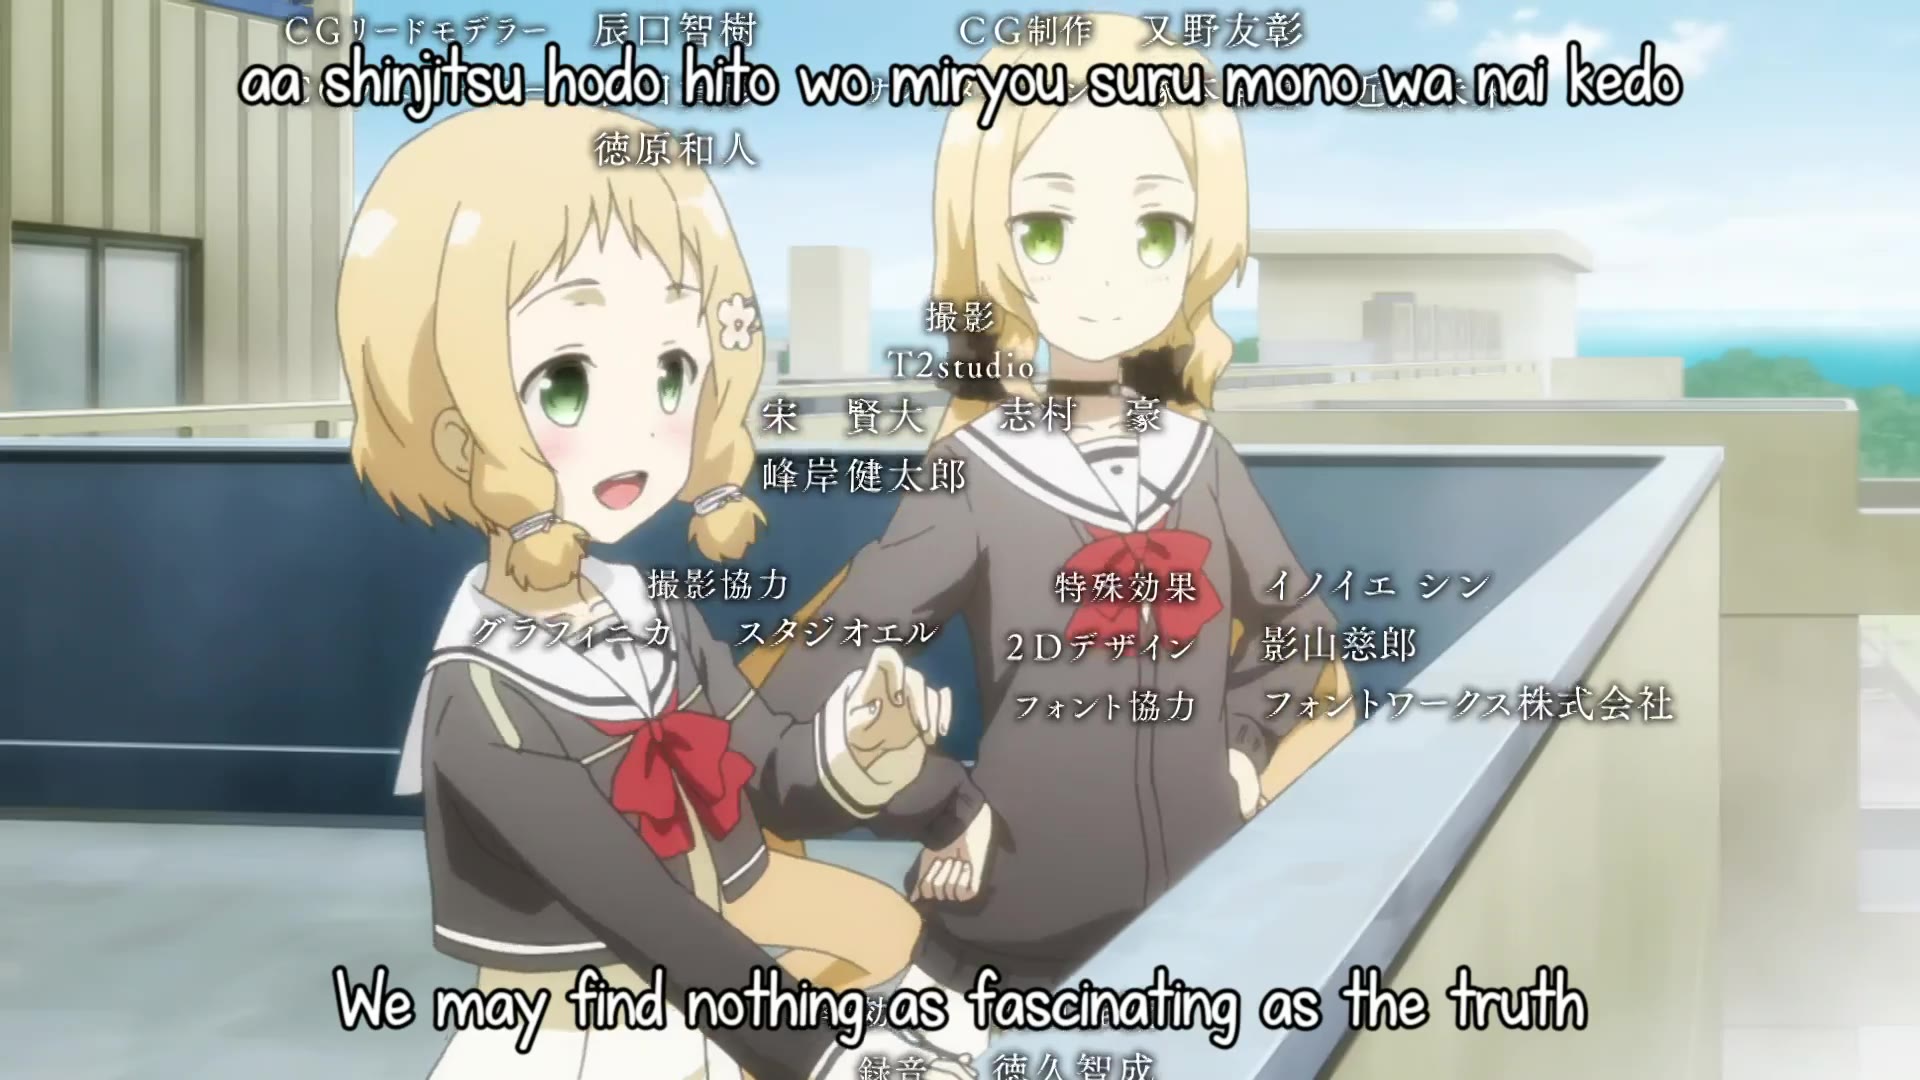 CGリードモデラー　辰口智樹　CG制作　又野友彰
aa shinjitsu hodo hito wo miryou suru mono wa nai kedo
徳原和人
撮影
T2studio
宋　賢大　志村　豪
峰岸健太郎
撮影協力　特殊効果　イノイエ シン
グラフィニカ　スタジオエル　2Dデザイン　影山慈郎
フォント協力　フォントワークス株式会社
We may find nothing as fascinating as the truth
録音　徳久智成